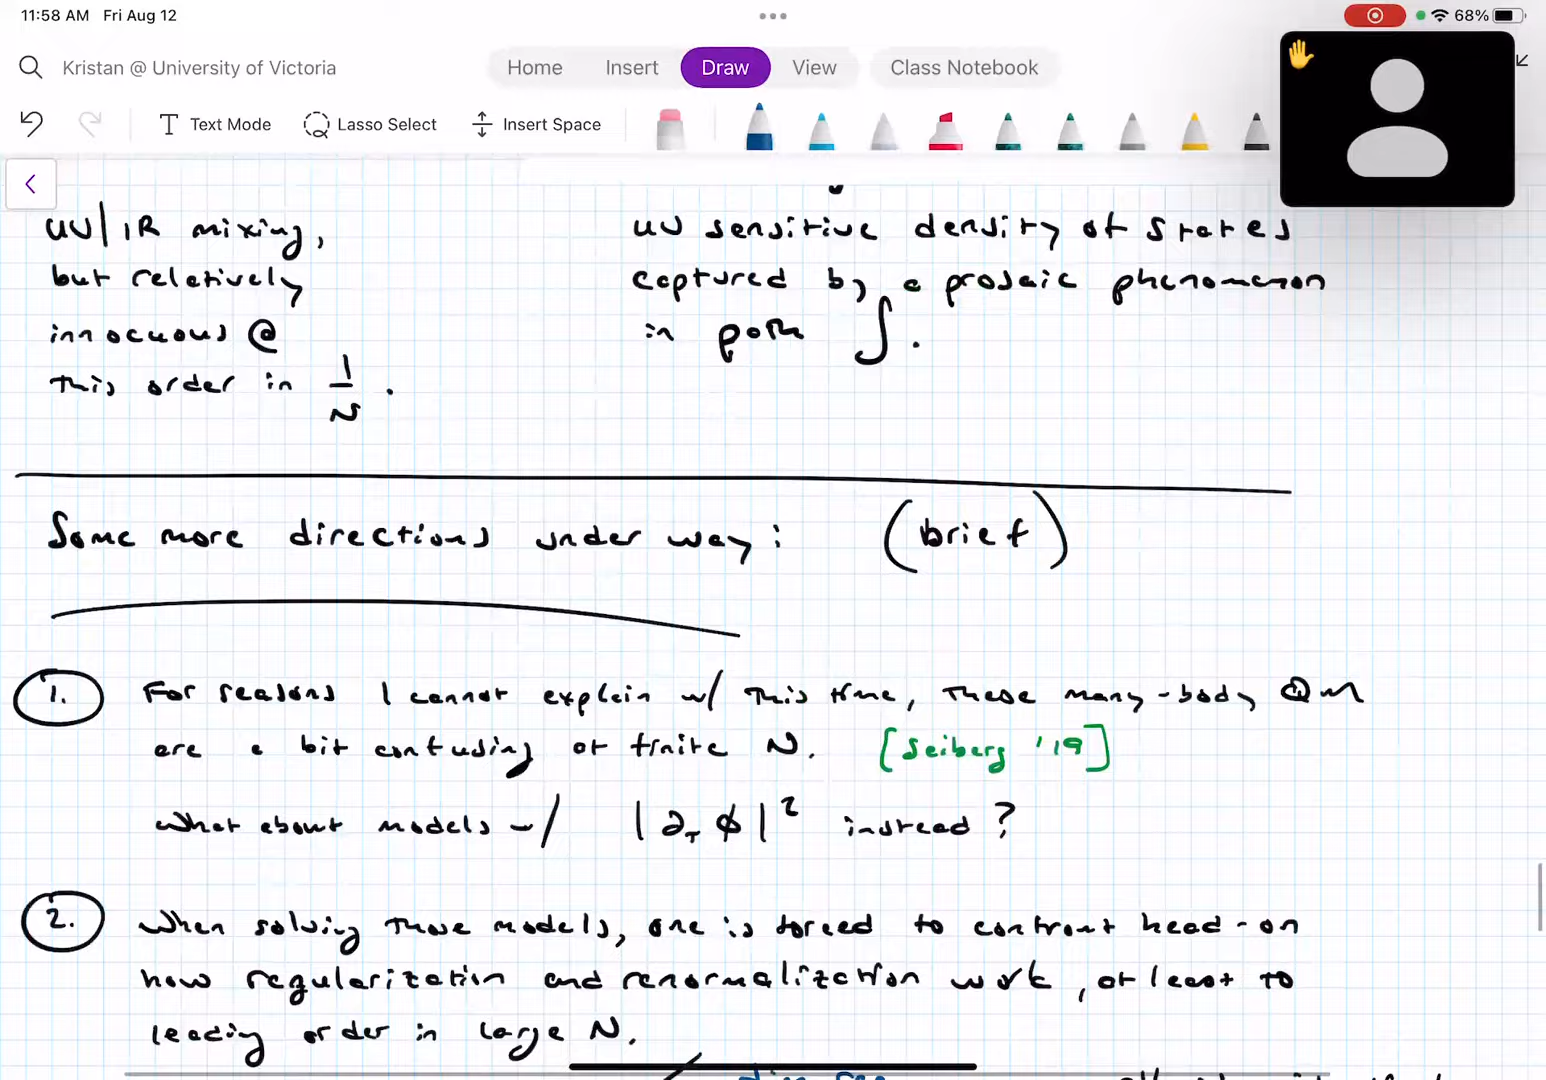 11:58 AM Fri Aug 12
68%
Kristan @ University of Victoria
Home Insert Draw View Class Notebook
Text Mode Lasso Select Insert Space
UV/IR mixing,
but relatively
innocuous @
this order in 1/N .
UV sensitive density of states
captured by a prosaic phenomenon
in path ∫ .
Some more directions under way: (brief)
1. For reasons I cannot explain w/ this time, these many-body QM
are a bit confusing at finite N. [Seiberg '19]
What about models w/ |∂τ φ|² instead?
2. When solving those models, one is forced to confront head-on
how regularization and renormalization work, at least to
leading order in large N.